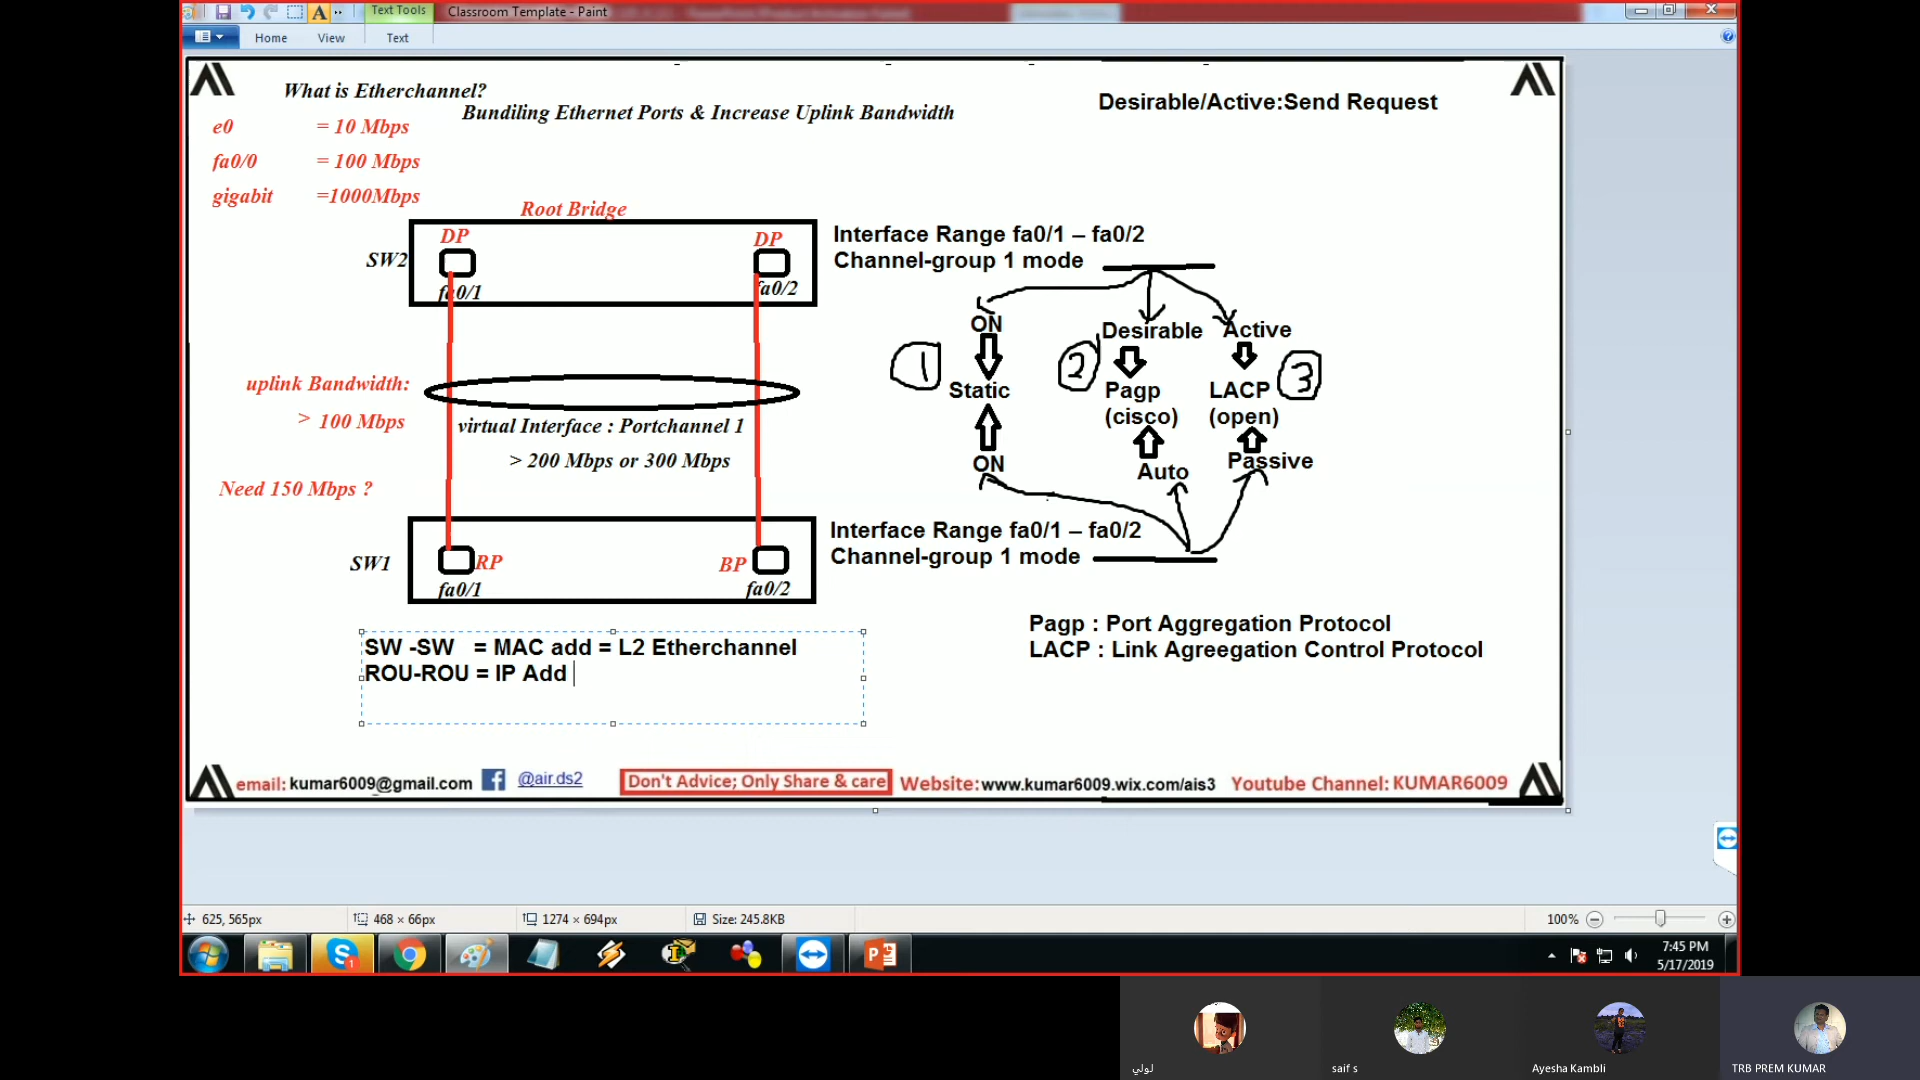 Text Tools
Classroom Template - Paint
Home
View
Text
What is Etherchannel?
Bundiling Ethernet Ports & Increase Uplink Bandwidth
Desirable/Active:Send Request
e0 = 10 Mbps
fa0/0 = 100 Mbps
gigabit =1000Mbps
Root Bridge
DP
DP
SW2
fa0/1
fa0/2
Interface Range fa0/1 – fa0/2
Channel-group 1 mode
ON
Desirable
Active
1
2
3
Static
Pagp
(cisco)
LACP
(open)
ON
Auto
Passive
uplink Bandwidth:
> 100 Mbps
virtual Interface : Portchannel 1
> 200 Mbps or 300 Mbps
Need 150 Mbps ?
Interface Range fa0/1 – fa0/2
Channel-group 1 mode
SW1
RP
BP
fa0/1
fa0/2
SW -SW = MAC add = L2 Etherchannel
ROU-ROU = IP Add
Pagp : Port Aggregation Protocol
LACP : Link Agreegation Control Protocol
email: kumar6009@gmail.com
@air.ds2
Don't Advice; Only Share & care
Website:www.kumar6009.wix.com/ais3
Youtube Channel: KUMAR6009
625, 565px
468 × 66px
1274 × 694px
Size: 245.8KB
100%
7:45 PM
5/17/2019
لولي
saif s
Ayesha Kambli
TRB PREM KUMAR